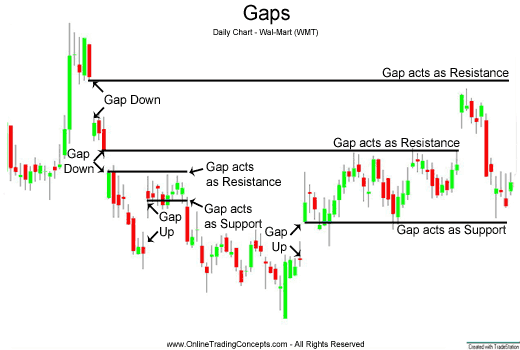 Gaps
Daily Chart - Wal-Mart (WMT)
Gap acts as Resistance
Gap Down
Gap acts as Resistance
Gap
Down
Gap acts
as Resistance
Gap
Up
Gap acts
as Support
Gap
Up
Gap acts as Support
www.OnlineTradingConcepts.com - All Rights Reserved
Created with TradeStation